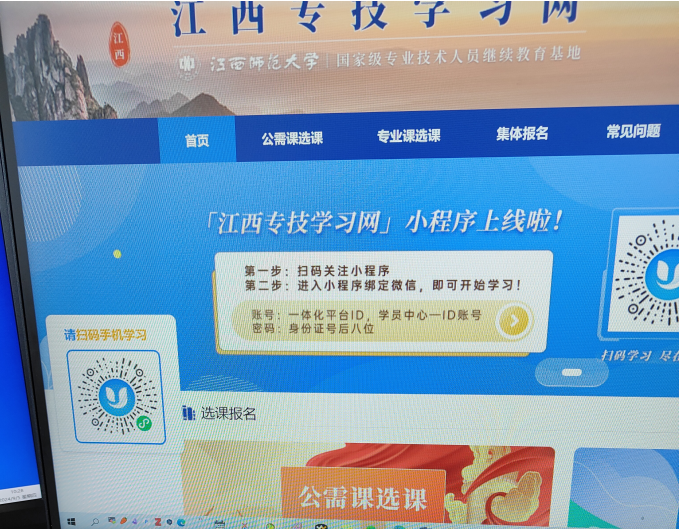 江西专技学习网
江西
江西师范大学 | 国家级专业技术人员继续教育基地
首页
公需课选课
专业课选课
集体报名
常见问题
「江西专技学习网」小程序上线啦!
第一步：扫码关注小程序
第二步：进入小程序绑定微信，即可开始学习!
账号：一体化平台ID，学员中心一ID账号
密码：身份证号后八位
请扫码手机学习
扫码学习 尽在
选课报名
公需课选课